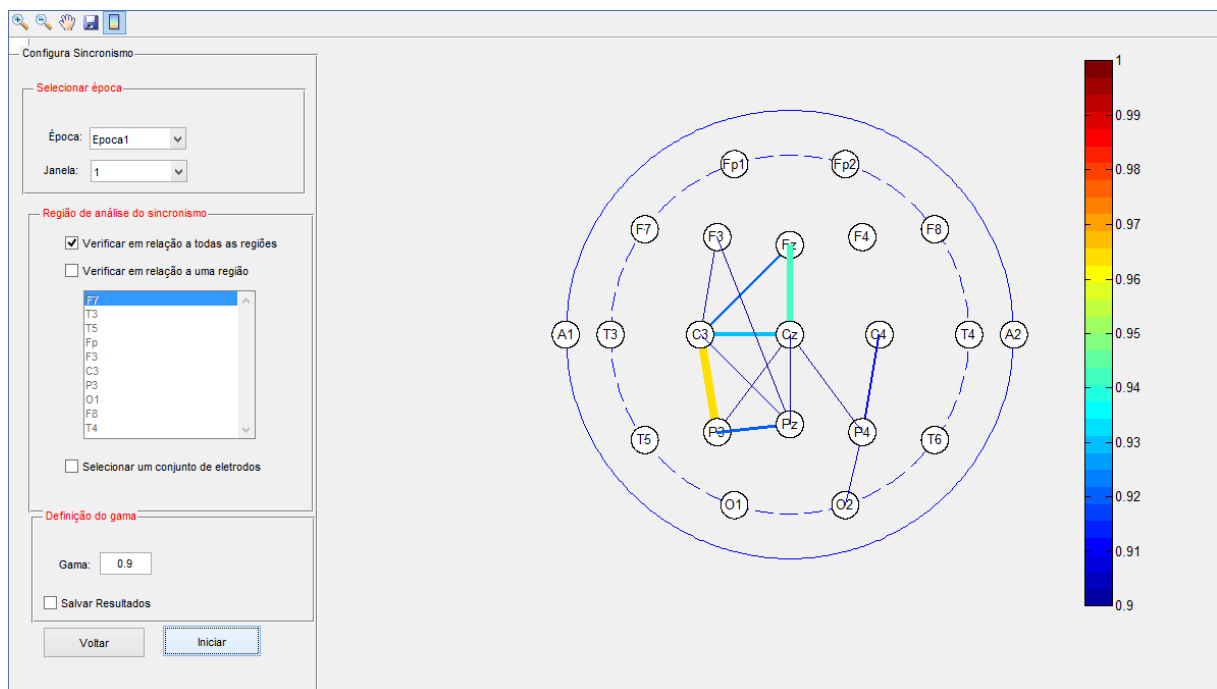 Configura Sincronismo
Selecionar época
Época: Epoca1
Janela: 1
Região de análise do sincronismo
Verificar em relação a todas as regiões
Verificar em relação a uma região
F7
T3
T5
Fp
F3
C3
P3
O1
F8
T4
Selecionar um conjunto de eletrodos
Definição do gama
Gama: 0.9
Salvar Resultados
Voltar Iniciar
Fp1 Fp2
F7 F3 Fz F4 F8
A1 T3 C3 Cz C4 T4 A2
T5 P3 Pz P4 T6
O1 O2
1
0.99
0.98
0.97
0.96
0.95
0.94
0.93
0.92
0.91
0.9